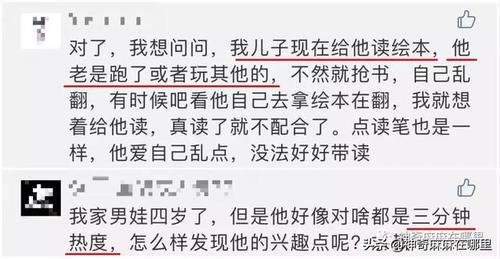 对了，我想问问，我儿子现在给他读绘本，他
老是跑了或者玩其他的，不然就抢书，自己乱
翻，有时候吧看他自己去拿绘本在翻，我就想
着给他读，真读了就不配合了。点读笔也是一
样，他爱自己乱点，没法好好带读
我家男娃四岁了，但是他好像对啥都是三分钟
热度，怎么样发现他的兴趣点呢？
头条@神奇麻麻在哪里